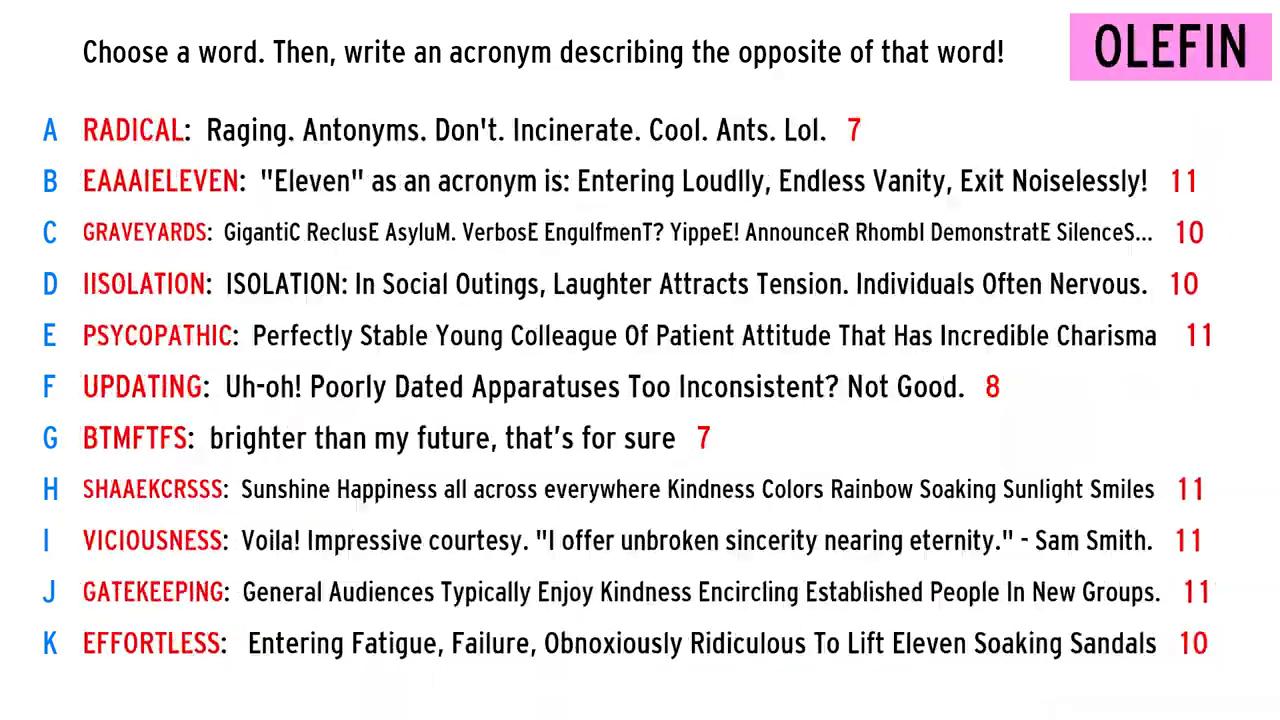 Choose a word. Then, write an acronym describing the opposite of that word!
OLEFIN
A RADICAL: Raging. Antonyms. Don't. Incinerate. Cool. Ants. Lol. 7
B EAAAIELEVEN: "Eleven" as an acronym is: Entering Loudlly, Endless Vanity, Exit Noiselessly! 11
C GRAVEYARDS: GigantiC ReclusE AsyluM. VerbosE EngulfmenT? YippeE! AnnounceR RhombI DemonstratE SilenceS... 10
D IISOLATION: ISOLATION: In Social Outings, Laughter Attracts Tension. Individuals Often Nervous. 10
E PSYCOPATHIC: Perfectly Stable Young Colleague Of Patient Attitude That Has Incredible Charisma 11
F UPDATING: Uh-oh! Poorly Dated Apparatuses Too Inconsistent? Not Good. 8
G BTMFTFS: brighter than my future, that's for sure 7
H SHAAEKCRSSS: Sunshine Happiness all across everywhere Kindness Colors Rainbow Soaking Sunlight Smiles 11
I VICIOUSNESS: Voila! Impressive courtesy. "I offer unbroken sincerity nearing eternity." - Sam Smith. 11
J GATEKEEPING: General Audiences Typically Enjoy Kindness Encircling Established People In New Groups. 11
K EFFORTLESS: Entering Fatigue, Failure, Obnoxiously Ridiculous To Lift Eleven Soaking Sandals 10